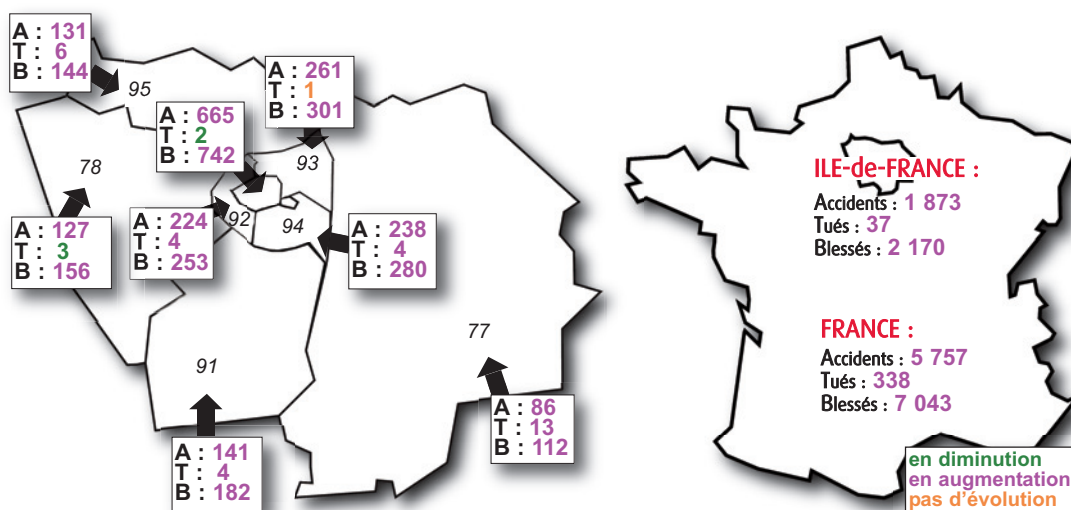 A : 131
T : 6
B : 144
95
A : 261
T : 1
B : 301
A : 665
T : 2
B : 742
93
78
A : 127
T : 3
B : 156
A : 224
T : 4
B : 253
92
94
A : 238
T : 4
B : 280
77
91
A : 141
T : 4
B : 182
A : 86
T : 13
B : 112
ILE-de-FRANCE :
Accidents : 1 873
Tués : 37
Blessés : 2 170
FRANCE :
Accidents : 5 757
Tués : 338
Blessés : 7 043
en diminution
en augmentation
pas d'évolution